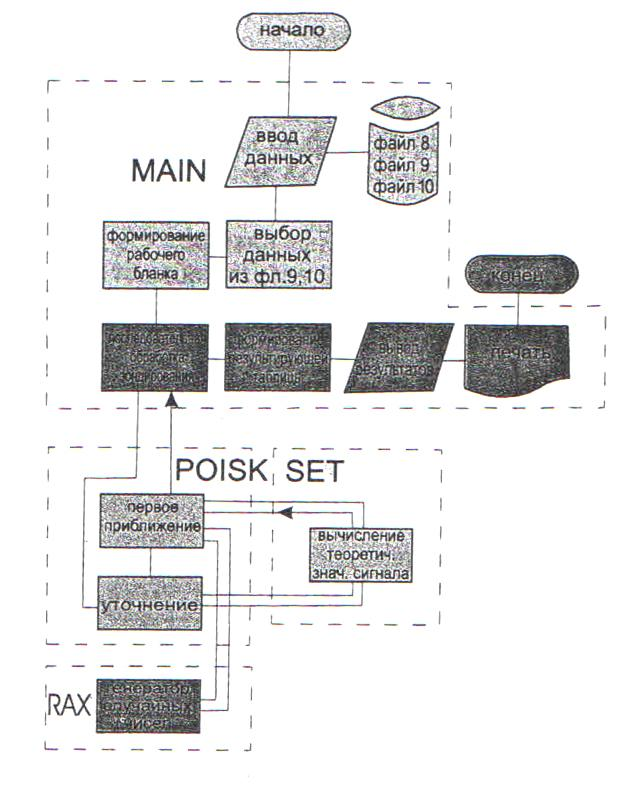 начало
ввод
данных
файл 8
файл 9
файл 10
MAIN
формирование
рабочего
бланка
выбор
данных
из фл.9,10
конец
обработка
формирование
результирующей
таблицы
вывод
результатов
печать
POISK
SET
первое
приближение
вычисление
теоретич.
знач. сигнала
уточнение
RAX
генератор
случайных
чисел